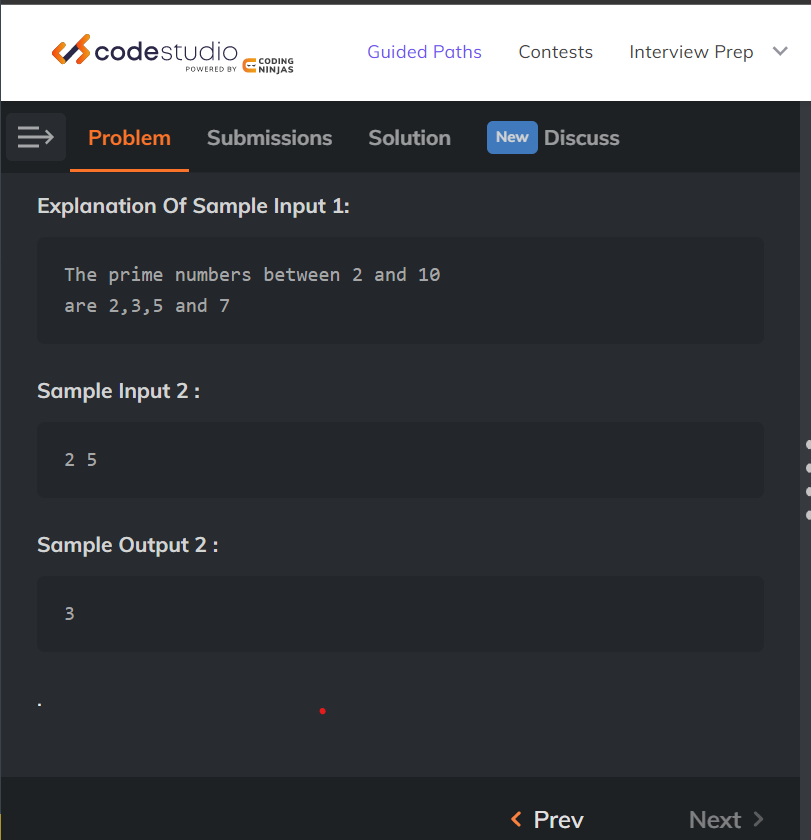 codestudio
POWERED BY CODING NINJAS
Guided Paths Contests Interview Prep
Problem Submissions Solution New Discuss
Explanation Of Sample Input 1:
The prime numbers between 2 and 10
are 2,3,5 and 7
Sample Input 2 :
2 5
Sample Output 2 :
3
.
Prev Next